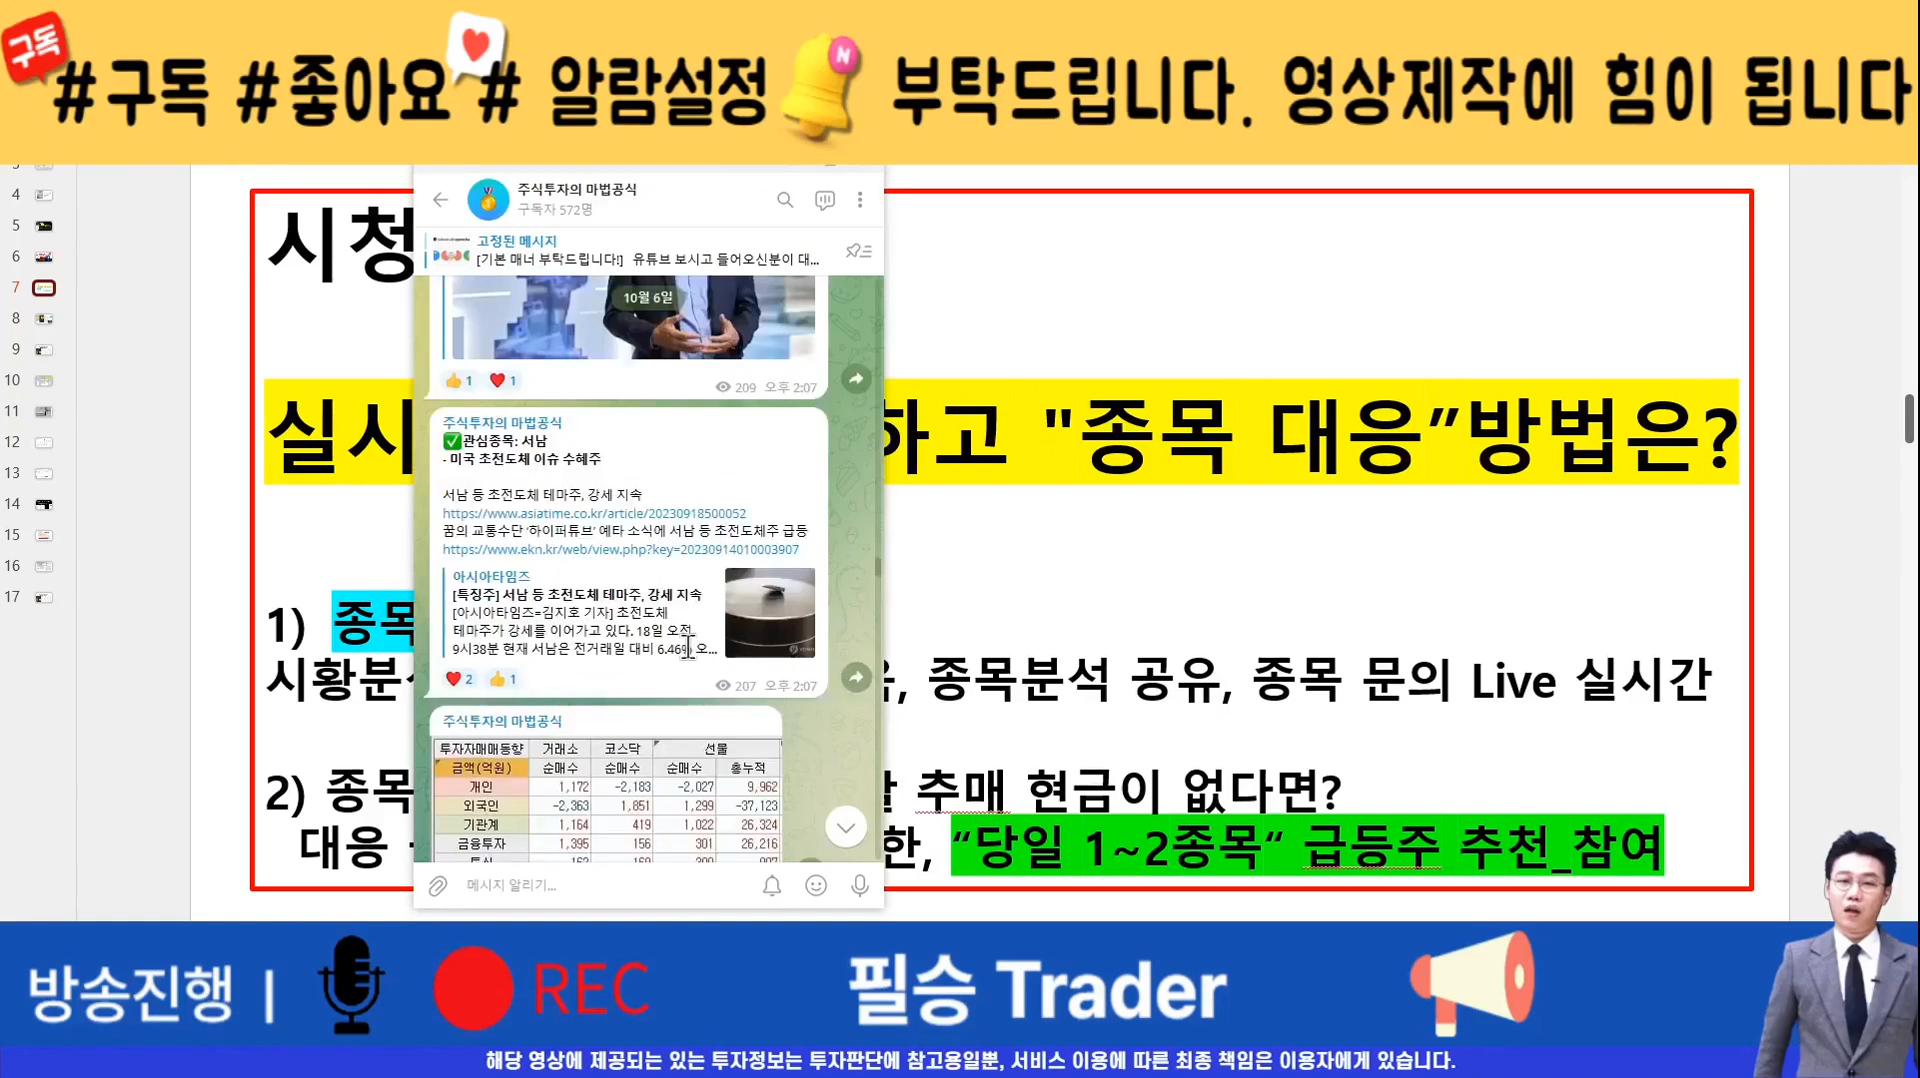 구독
#구독 #좋아요 # 알람설정 N 부탁드립니다. 영상제작에 힘이 됩니다
4
5
6
7
8
9
10
11
12
13
14
15
16
17
시청
실시 하고 "종목 대응”방법은?
1) 종목
시황분 , 종목분석 공유, 종목 문의 Live 실시간
2) 종목 추매 현금이 없다면?
대응 한, “당일 1~2종목“ 급등주 추천_참여
주식투자의 마법공식
구독자 572명
고정된 메시지
[기본 매너 부탁드립니다!] 유튜브 보시고 들어오신분이 대...
10월 6일
1 1
209 오후 2:07
주식투자의 마법공식
✅관심종목: 서남
- 미국 초전도체 이슈 수혜주
서남 등 초전도체 테마주, 강세 지속
https://www.asiatime.co.kr/article/20230918500052
꿈의 교통수단 ‘하이퍼튜브’ 예타 소식에 서남 등 초전도체주 급등
https://www.ekn.kr/web/view.php?key=20230914010003907
아시아타임즈
[특징주] 서남 등 초전도체 테마주, 강세 지속
[아시아타임즈=김지호 기자] 초전도체
테마주가 강세를 이어가고 있다. 18일 오전
9시38분 현재 서남은 전거래일 대비 6.46% 오...
2 1
207 오후 2:07
주식투자의 마법공식
투자자매매동향 거래소 코스닥 선물
금액(억원) 순매수 순매수 순매수 총누적
개인 1,172 -2,183 -2,027 9,962
외국인 -2,363 1,851 1,299 -37,123
기관계 1,164 419 1,022 26,324
금융투자 1,395 156 301 26,216
메시지 알리기...
방송진행 | REC 필승 Trader
해당 영상에 제공되는 있는 투자정보는 투자판단에 참고용일뿐, 서비스 이용에 따른 최종 책임은 이용자에게 있습니다.